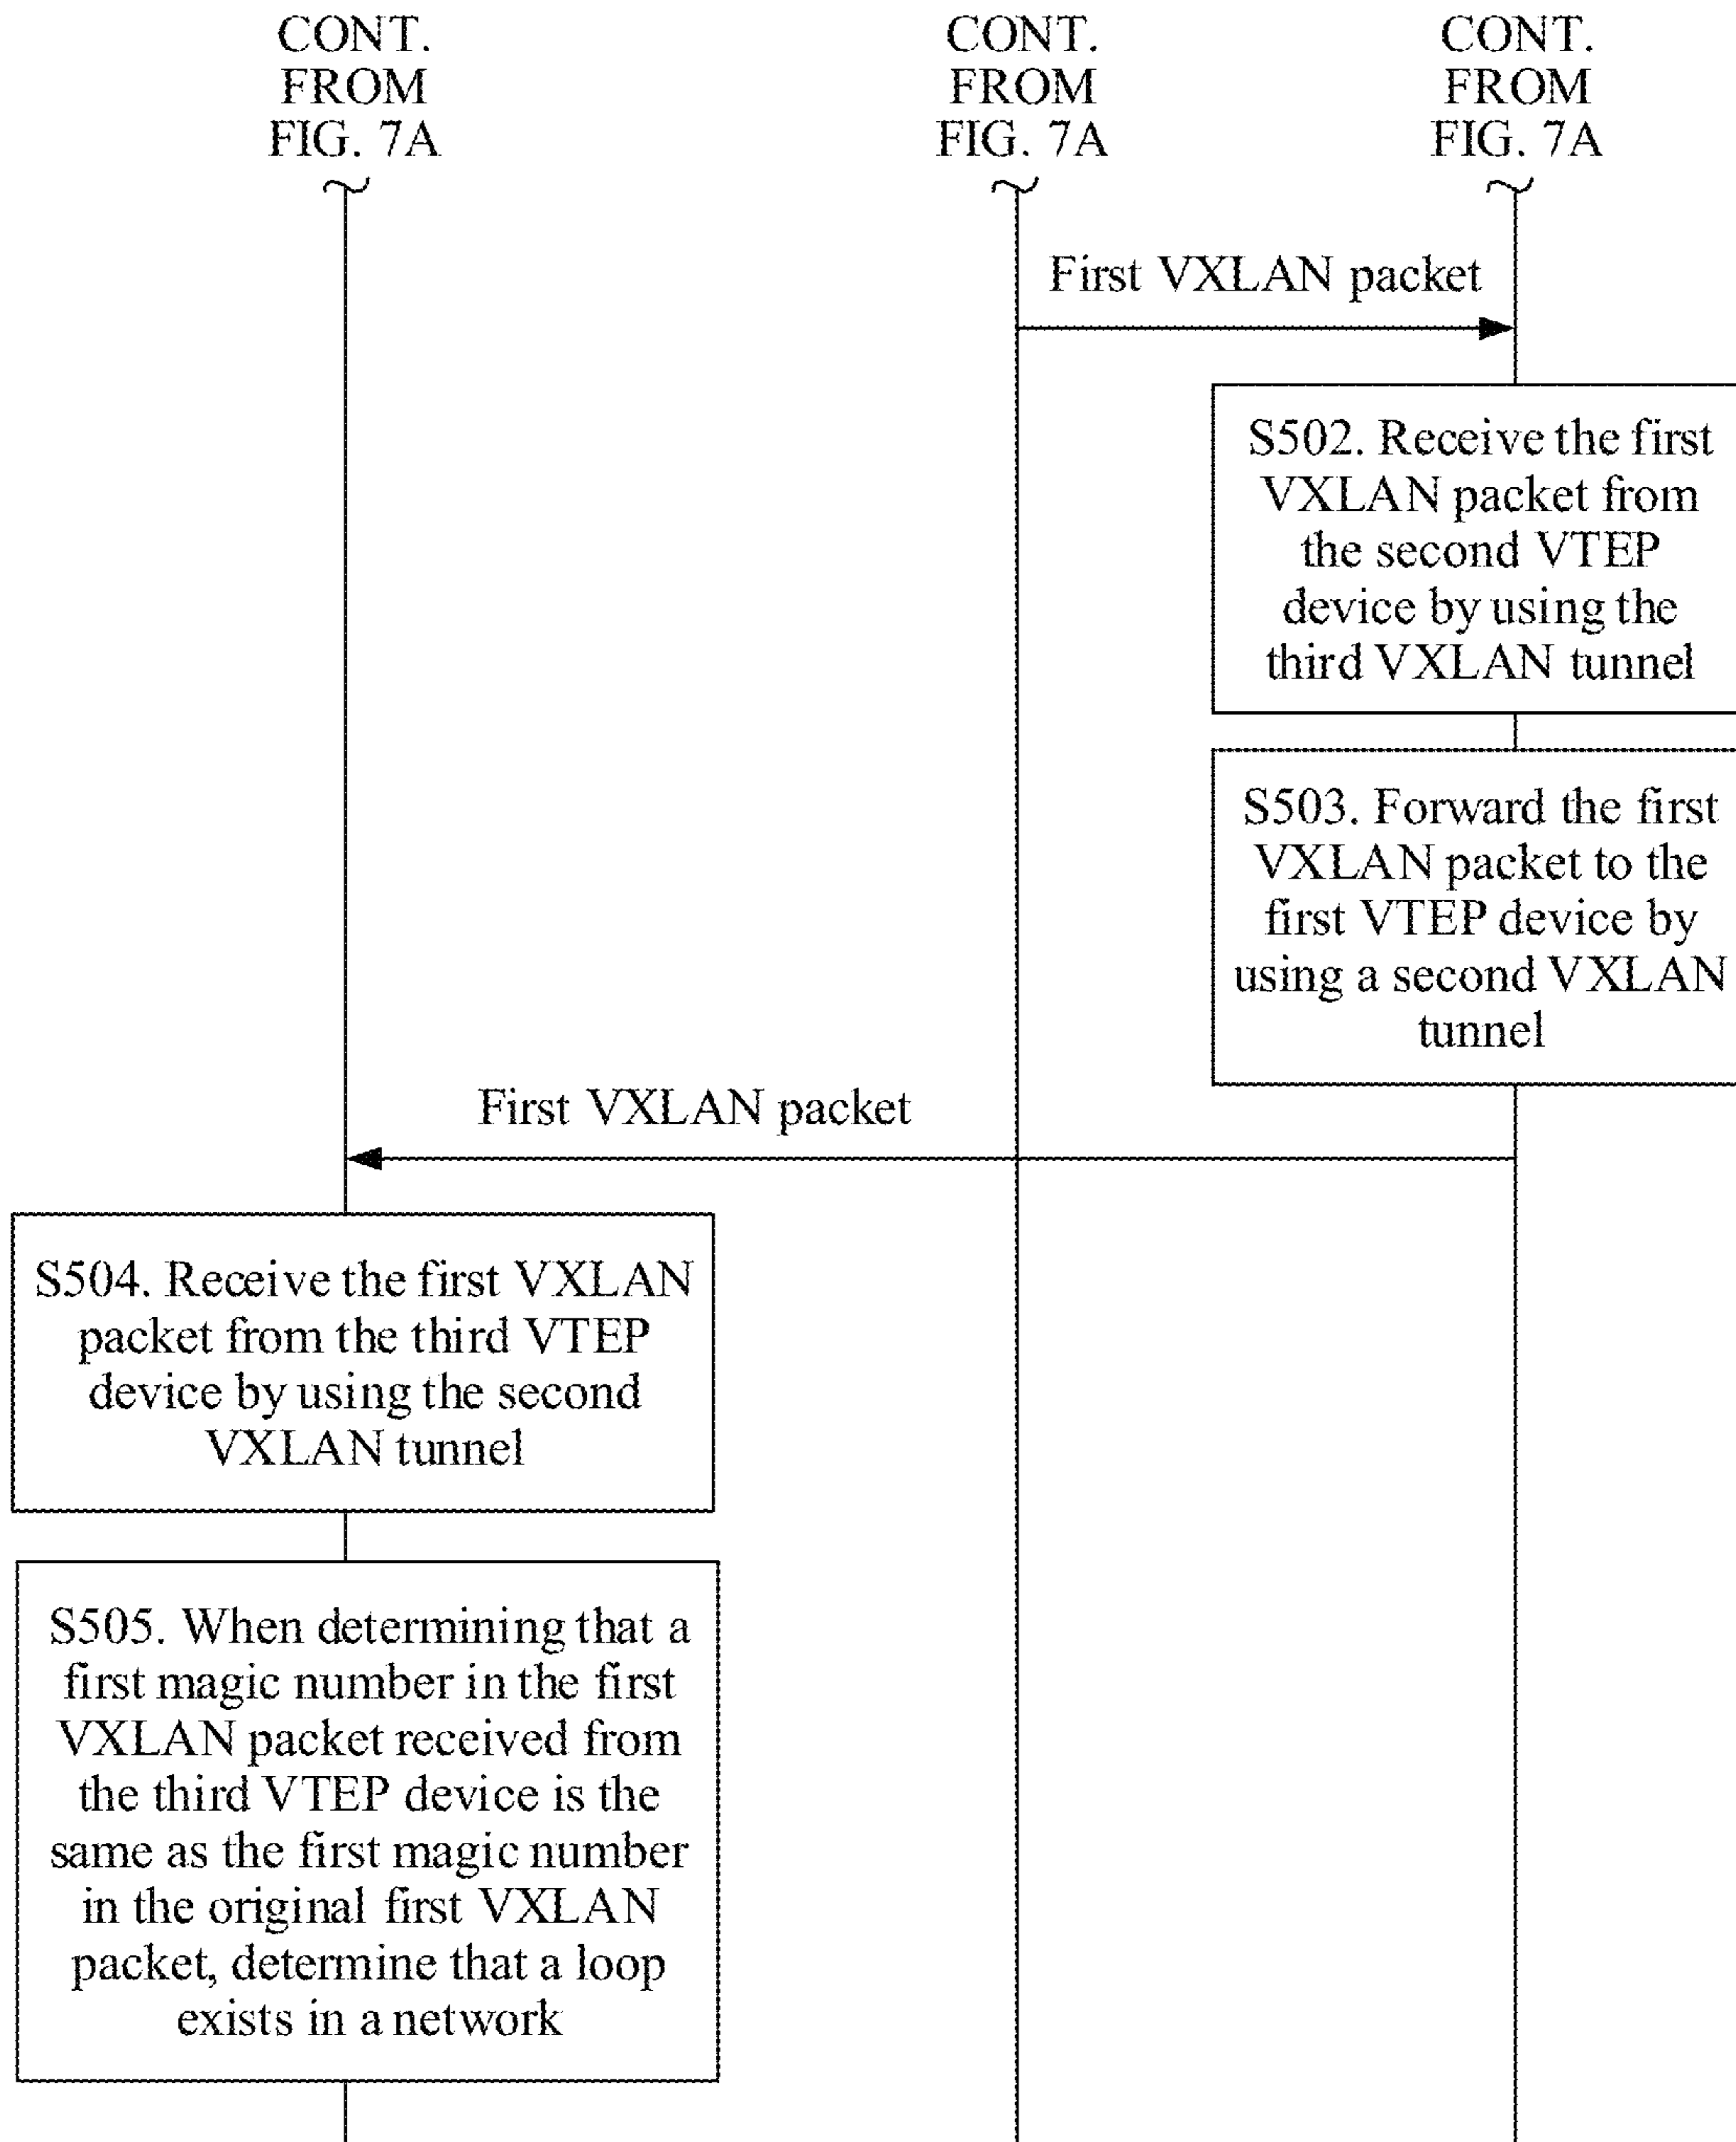 CONT.
FROM
FIG. 7A
CONT.
FROM
FIG. 7A
CONT.
FROM
FIG. 7A
First VXLAN packet
S502. Receive the first
VXLAN packet from
the second VTEP
device by using the
third VXLAN tunnel
S503. Forward the first
VXLAN packet to the
first VTEP device by
using a second VXLAN
tunnel
First VXLAN packet
S504. Receive the first VXLAN
packet from the third VTEP
device by using the second
VXLAN tunnel
S505. When determining that a
first magic number in the first
VXLAN packet received from
the third VTEP device is the
same as the first magic number
in the original first VXLAN
packet, determine that a loop
exists in a network